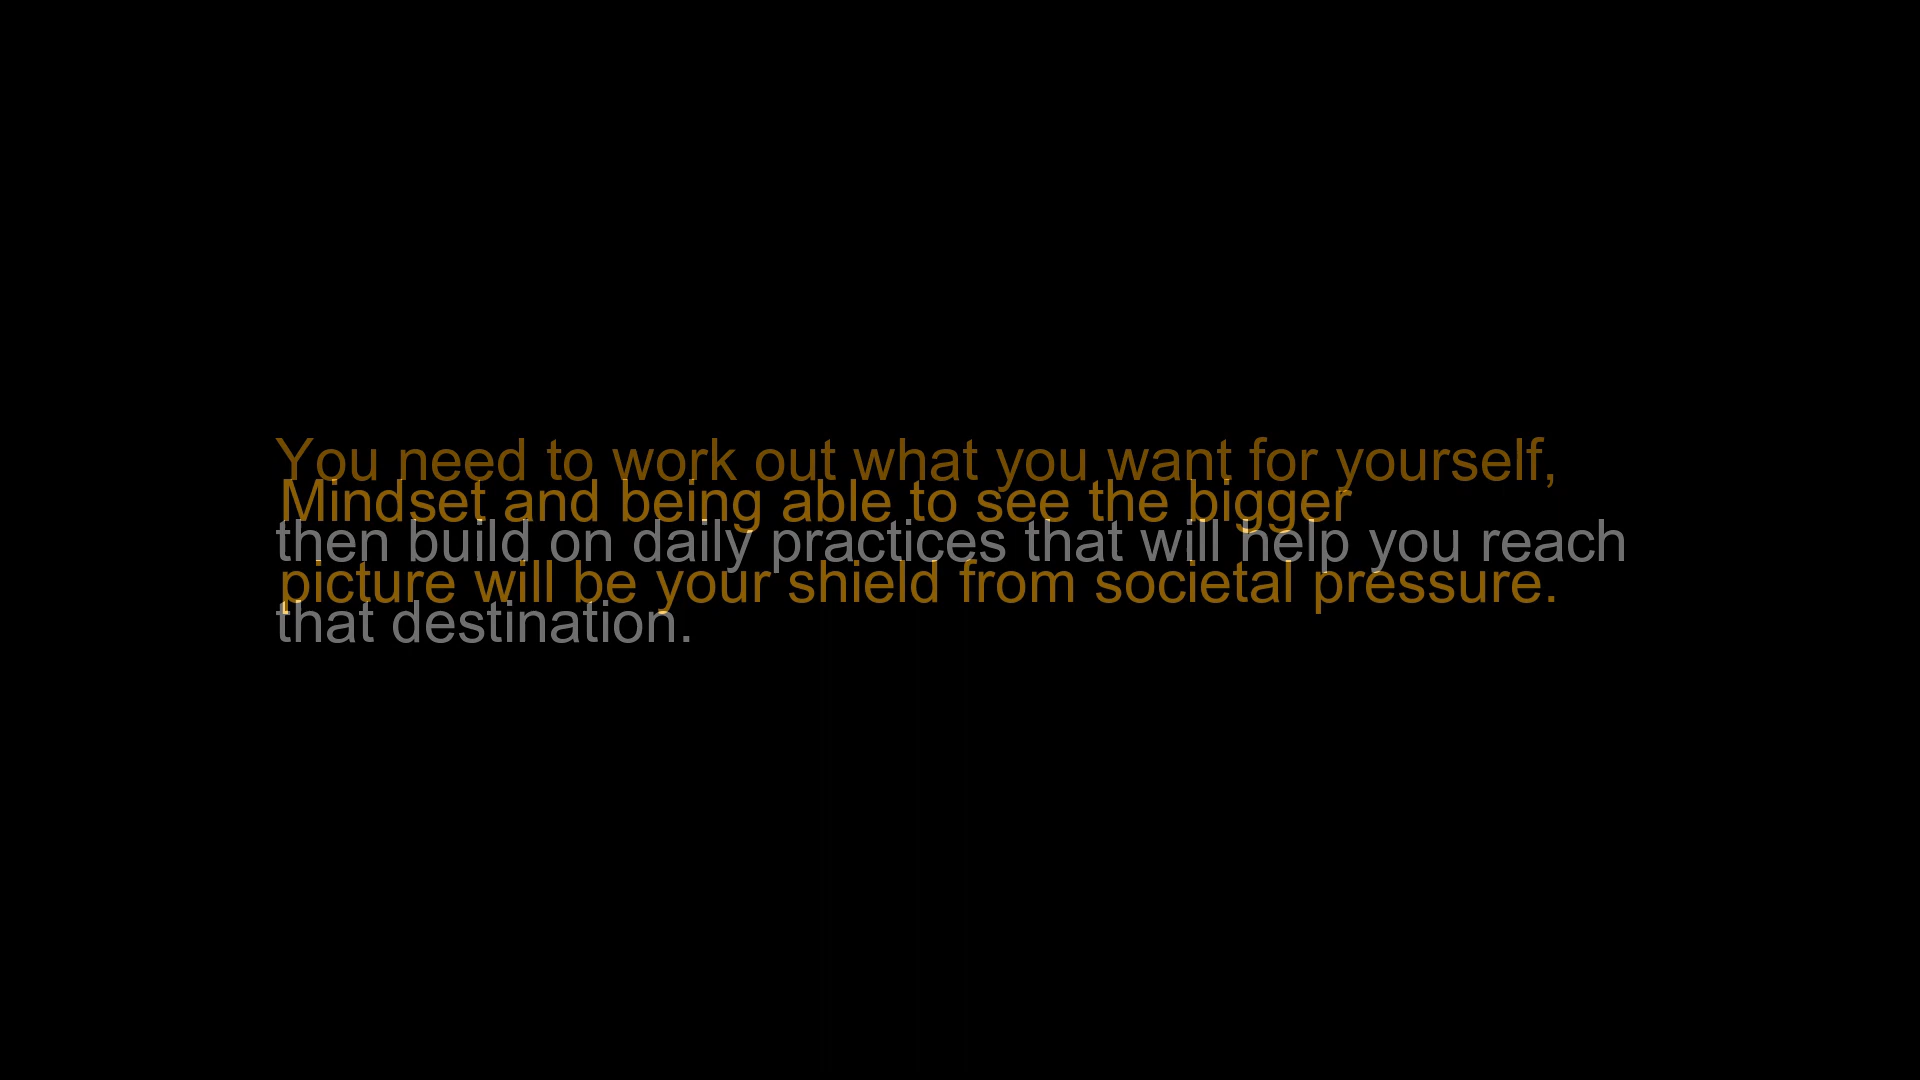 You need to work out what you want for yourself,
Mindset and being able to see the bigger
then build on daily practices that will help you reach
picture will be your shield from societal pressure.
that destination.